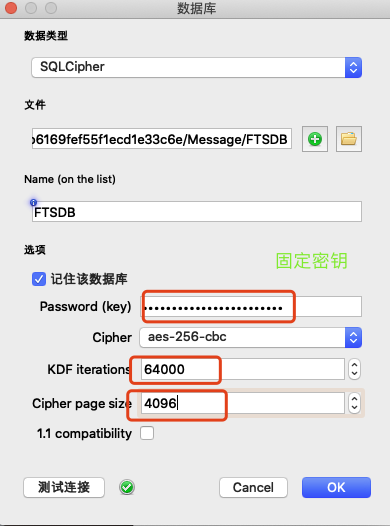 数据库
数据类型
SQLCipher
文件
6169fef55f1ecd1e33c6e/Message/FTSDB
Name (on the list)
FTSDB
选项
固定密钥
记住该数据库
Password (key) ••••••••••••••••••••••••
Cipher aes-256-cbc
KDF iterations 64000
Cipher page size 4096
1.1 compatibility
测试连接 Cancel OK